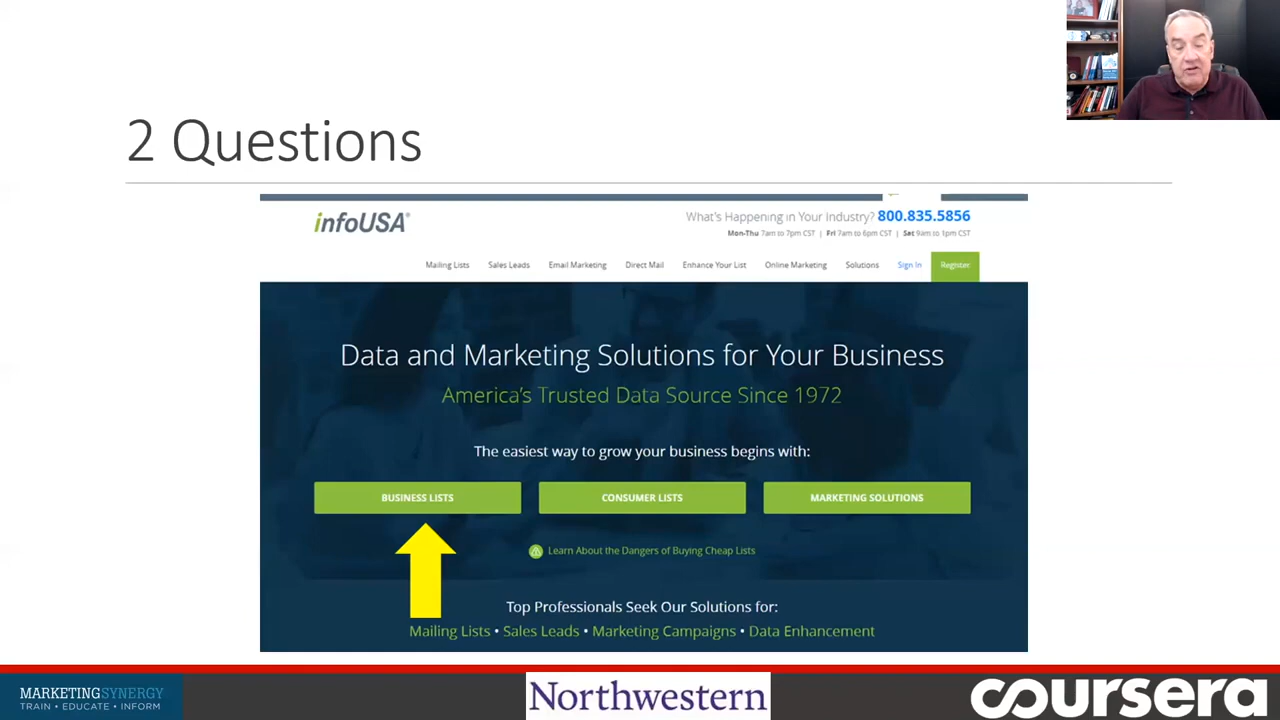 2 Questions
infoUSA®
What's Happening in Your Industry? 800.835.5856
Mon-Thu 7am to 7pm CST | Fri 7am to 6pm CST | Sat 9am to 1pm CST
Mailing Lists Sales Leads Email Marketing Direct Mail Enhance Your List Online Marketing Solutions Sign In Register
Data and Marketing Solutions for Your Business
America's Trusted Data Source Since 1972
The easiest way to grow your business begins with:
BUSINESS LISTS CONSUMER LISTS MARKETING SOLUTIONS
Learn About the Dangers of Buying Cheap Lists
Top Professionals Seek Our Solutions for:
Mailing Lists • Sales Leads • Marketing Campaigns • Data Enhancement
MARKETINGSYNERGY
TRAIN • EDUCATE • INFORM
Northwestern
coursera